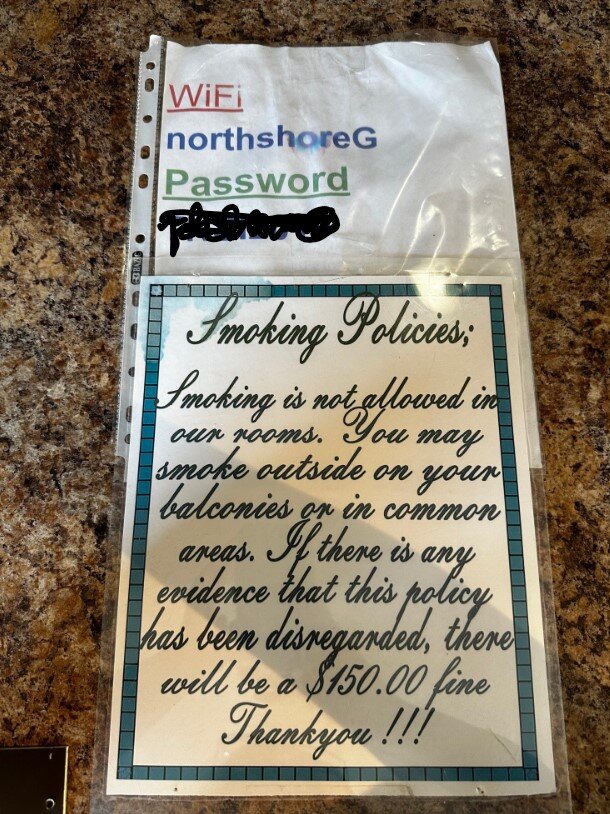 WiFi
northshoreG
Password
Smoking Policies;
Smoking is not allowed in
our rooms. You may
smoke outside on your
balconies or in common
areas. If there is any
evidence that this policy
has been disregarded, there
will be a $150.00 fine
Thankyou !!!